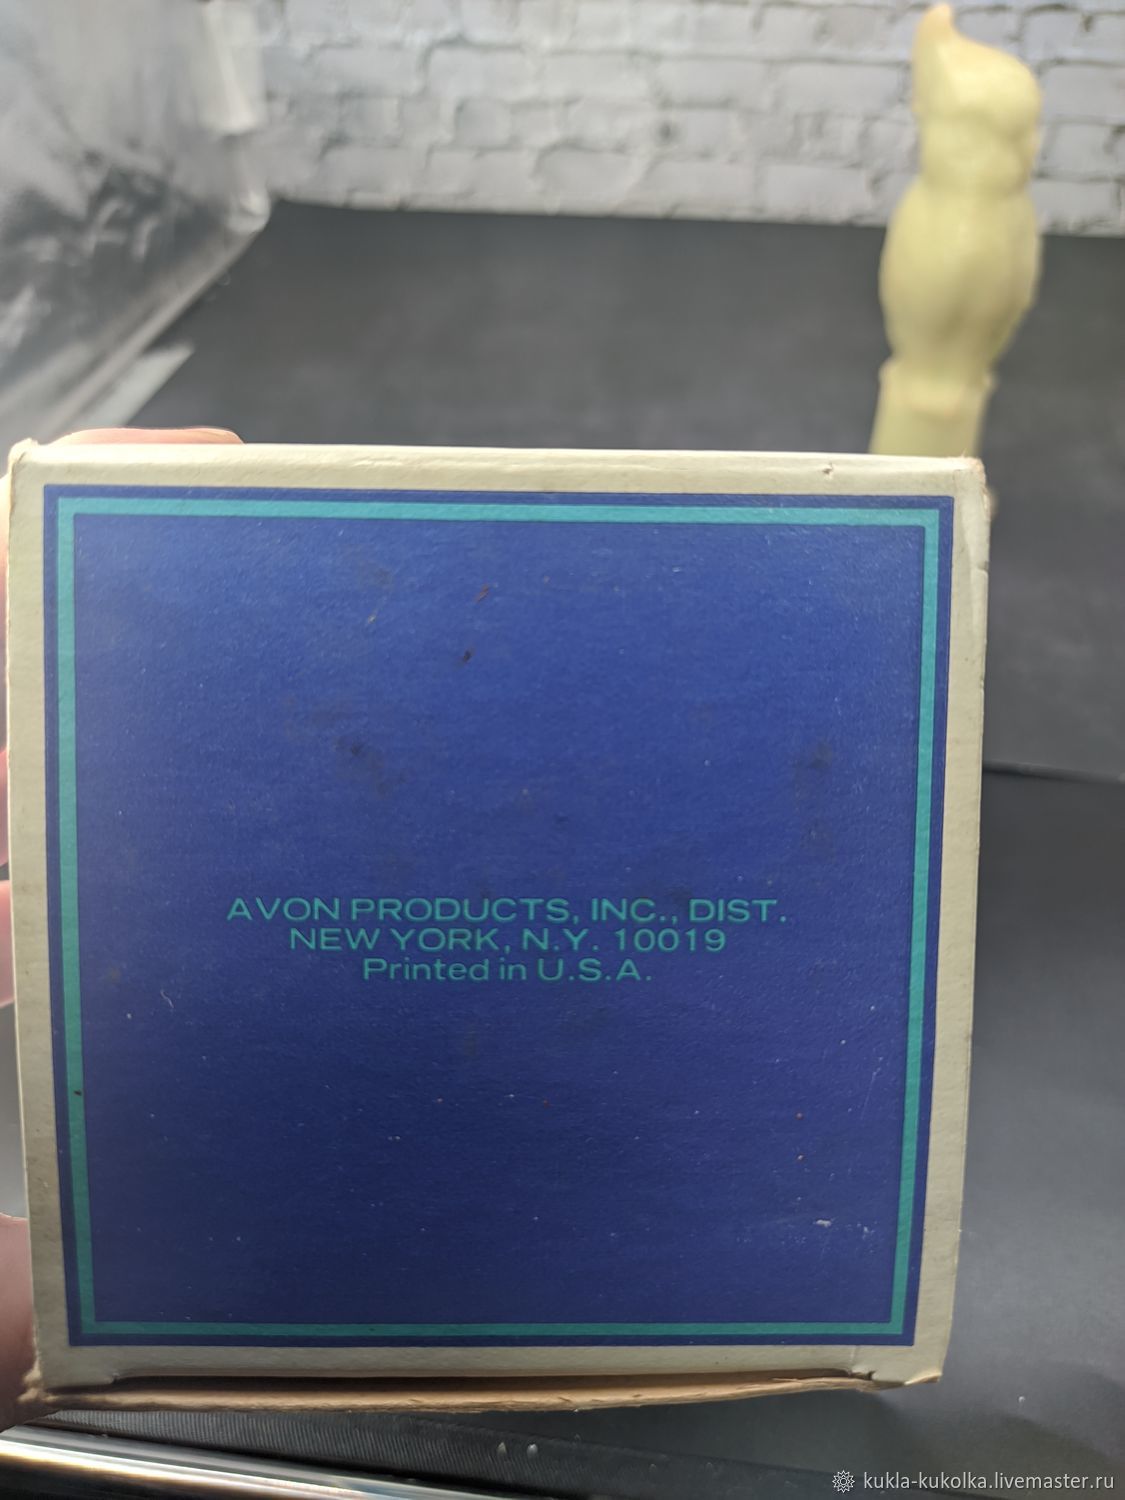 AVON PRODUCTS, INC., DIST.
NEW YORK, N.Y. 10019
Printed in U.S.A.
kukla-kukolka.livemaster.ru